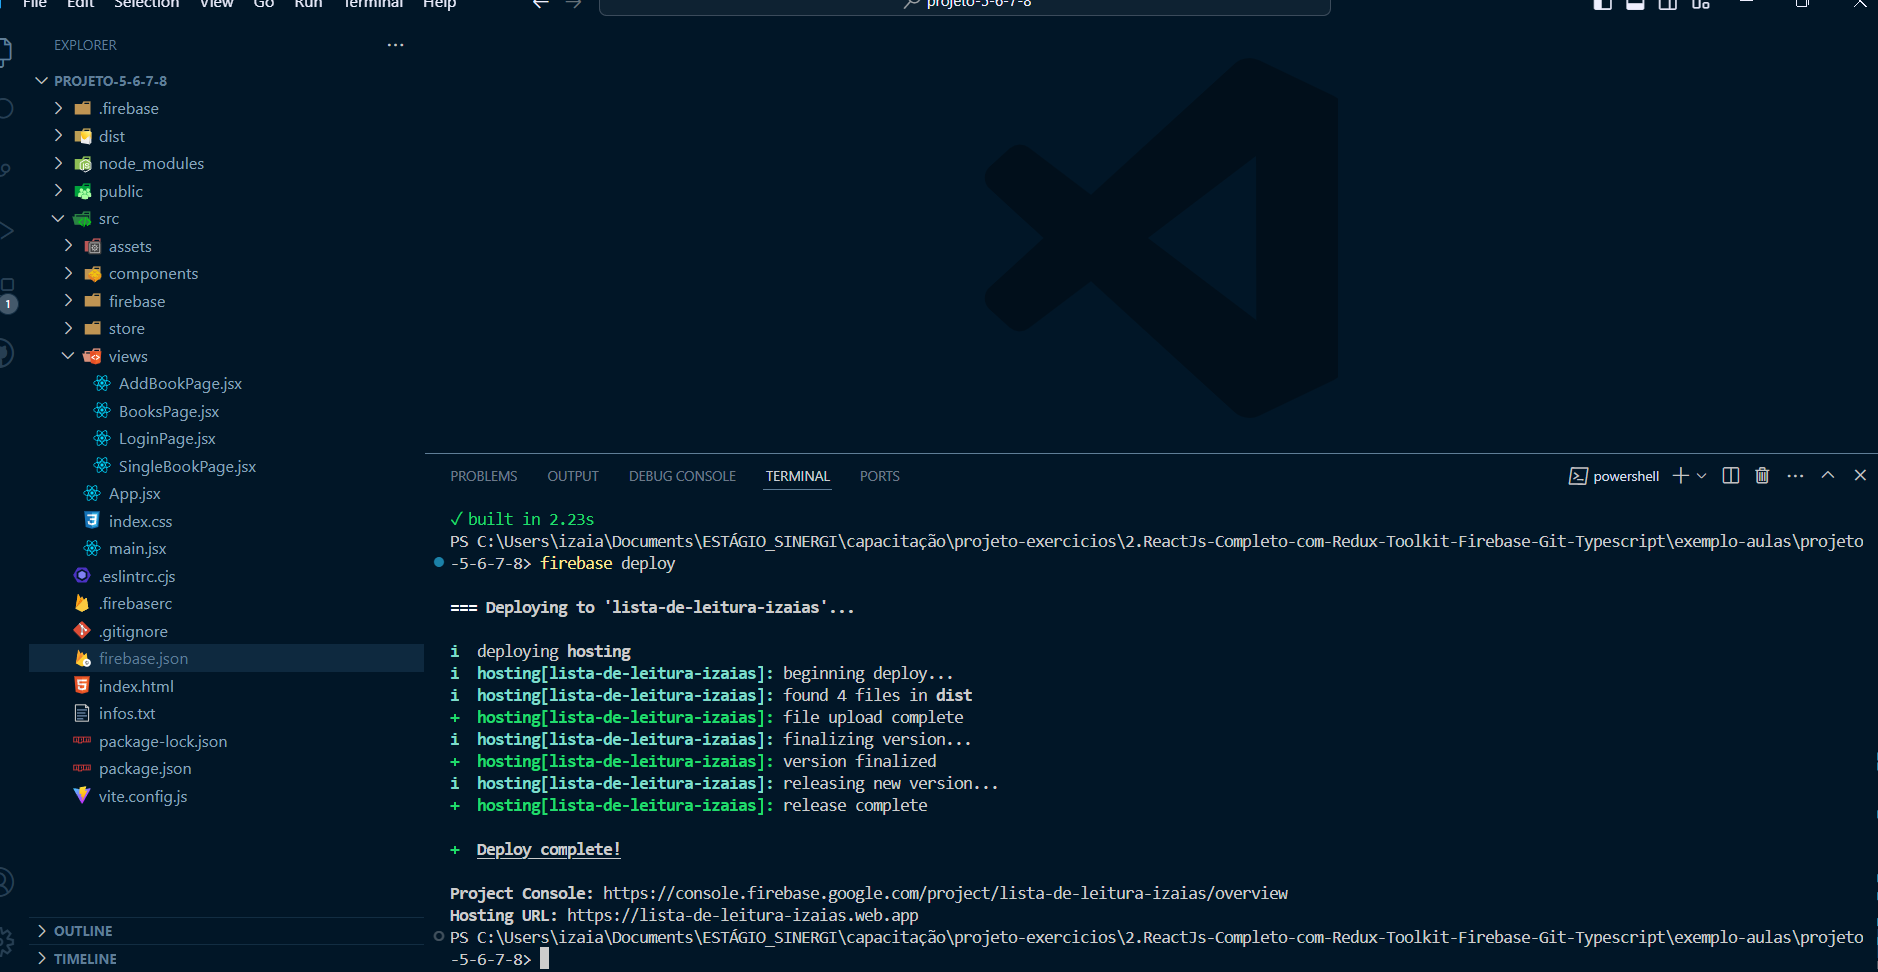 File Edit Selection View Go Run Terminal Help
projeto-5-6-7-8
EXPLORER
PROJETO-5-6-7-8
.firebase
dist
node_modules
public
src
assets
components
firebase
store
views
AddBookPage.jsx
BooksPage.jsx
LoginPage.jsx
SingleBookPage.jsx
App.jsx
index.css
main.jsx
.eslintrc.cjs
.firebaserc
.gitignore
firebase.json
index.html
infos.txt
package-lock.json
package.json
vite.config.js
OUTLINE
TIMELINE
1
PROBLEMS OUTPUT DEBUG CONSOLE TERMINAL PORTS
powershell
✓ built in 2.23s
PS C:\Users\izaia\Documents\ESTÁGIO_SINERGI\capacitação\projeto-exercicios\2.ReactJs-Completo-com-Redux-Toolkit-Firebase-Git-Typescript\exemplo-aulas\projeto
-5-6-7-8> firebase deploy
=== Deploying to 'lista-de-leitura-izaias'...
i deploying hosting
i hosting[lista-de-leitura-izaias]: beginning deploy...
i hosting[lista-de-leitura-izaias]: found 4 files in dist
+ hosting[lista-de-leitura-izaias]: file upload complete
i hosting[lista-de-leitura-izaias]: finalizing version...
+ hosting[lista-de-leitura-izaias]: version finalized
i hosting[lista-de-leitura-izaias]: releasing new version...
+ hosting[lista-de-leitura-izaias]: release complete
+ Deploy complete!
Project Console: https://console.firebase.google.com/project/lista-de-leitura-izaias/overview
Hosting URL: https://lista-de-leitura-izaias.web.app
PS C:\Users\izaia\Documents\ESTÁGIO_SINERGI\capacitação\projeto-exercicios\2.ReactJs-Completo-com-Redux-Toolkit-Firebase-Git-Typescript\exemplo-aulas\projeto
-5-6-7-8>